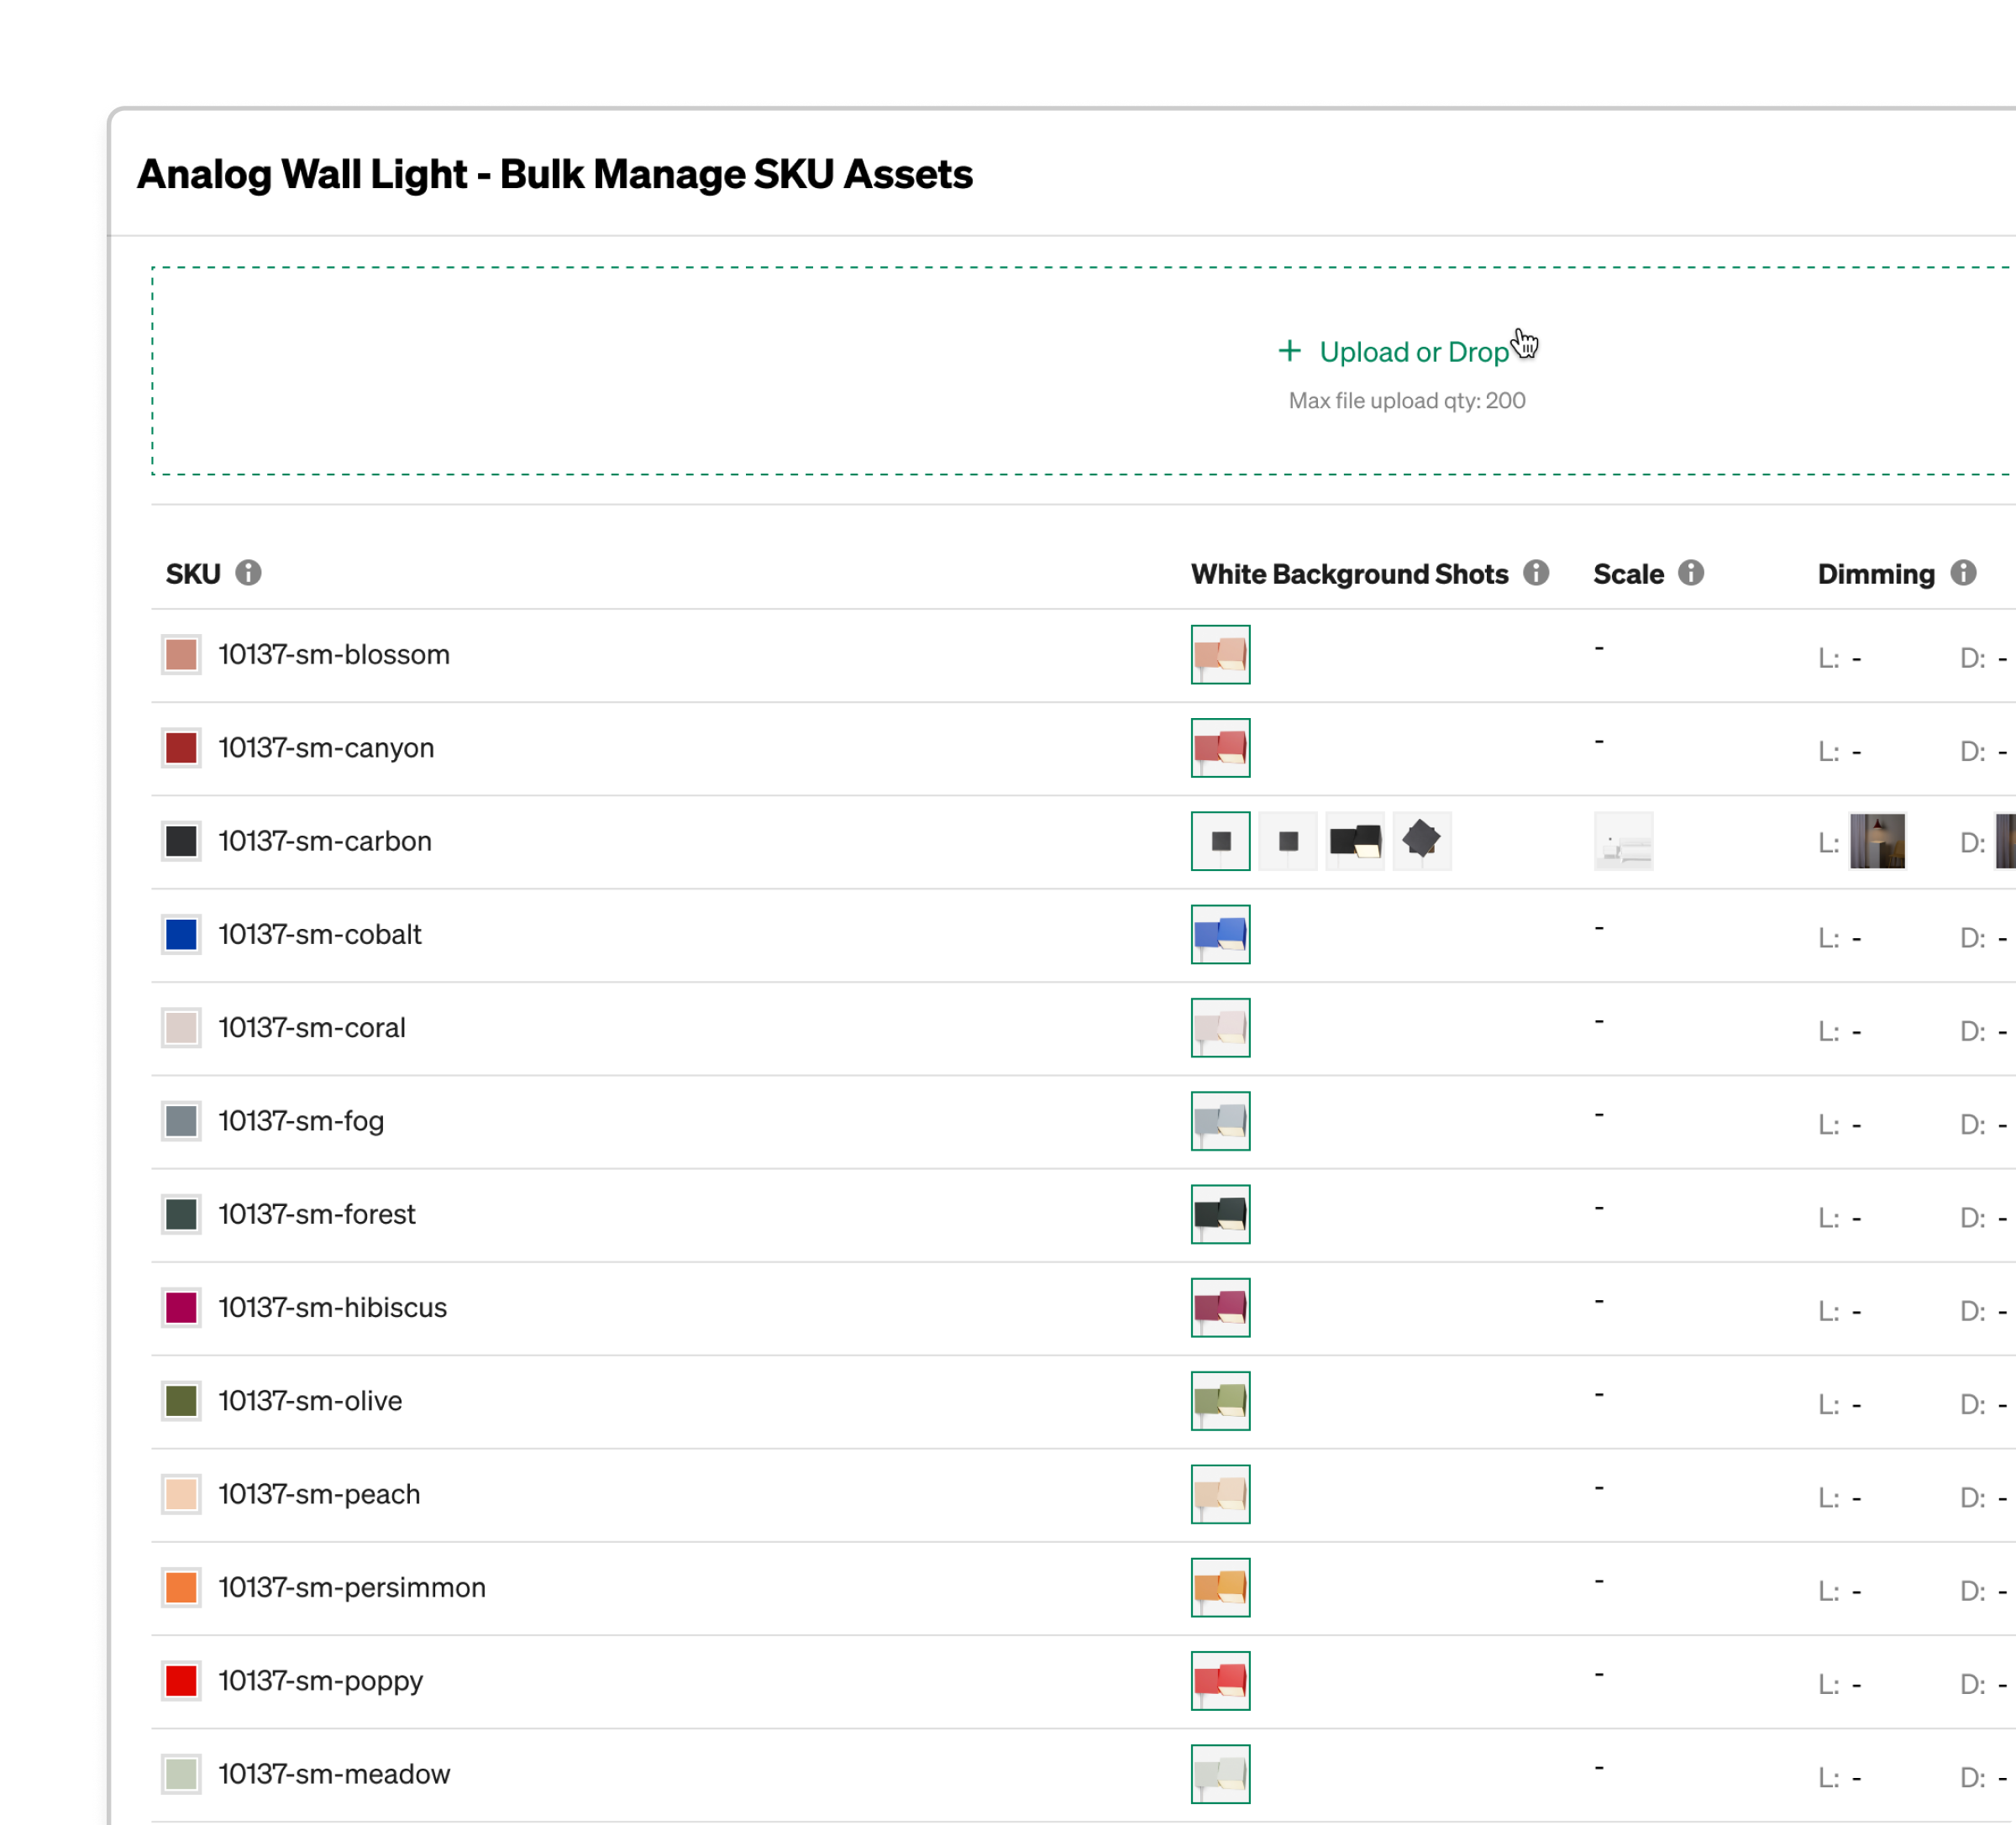 Analog Wall Light - Bulk Manage SKU Assets
+ Upload or Drop
Max file upload qty: 200
SKU White Background Shots Scale Dimming
10137-sm-blossom - L: - D: -
10137-sm-canyon - L: - D: -
10137-sm-carbon L: D:
10137-sm-cobalt - L: - D: -
10137-sm-coral - L: - D: -
10137-sm-fog - L: - D: -
10137-sm-forest - L: - D: -
10137-sm-hibiscus - L: - D: -
10137-sm-olive - L: - D: -
10137-sm-peach - L: - D: -
10137-sm-persimmon - L: - D: -
10137-sm-poppy - L: - D: -
10137-sm-meadow - L: - D: -